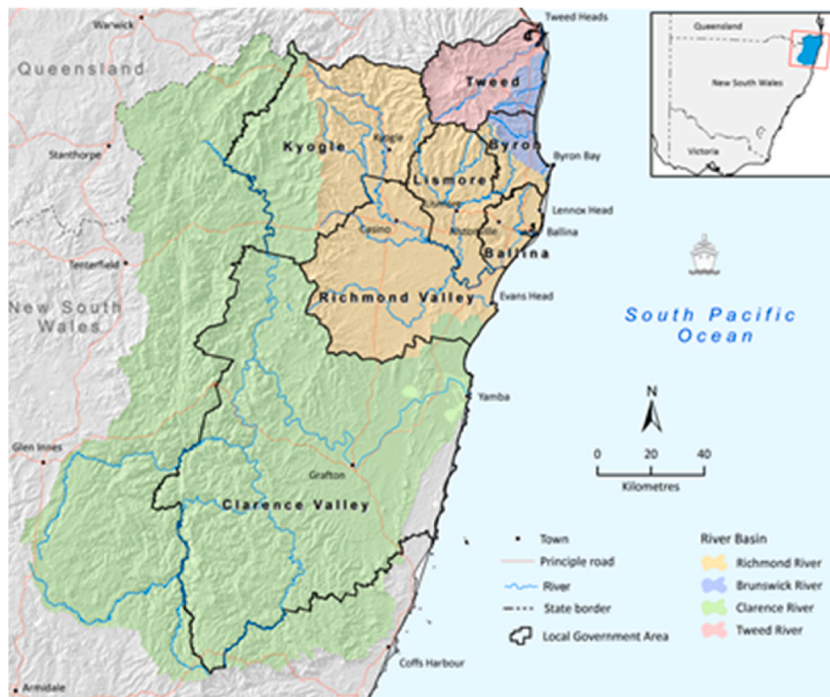 Warwick
Tweed Heads
Queensland
Queensland
New South Wales
Victoria
Tweed
Stanthorpe
Kyogle
Kyogle
Byron
Byron Bay
Lismore
Lismore
Lennox Head
Casino
Alstonville
Ballina
Ballina
Tenterfield
New South
Wales
Richmond Valley
Evans Head
South Pacific
Ocean
Yamba
N
Glen Innes
0 20 40
Kilometres
Grafton
Clarence Valley
Town
Principle road
River
State border
Local Government Area
River Basin
Richmond River
Brunswick River
Clarence River
Tweed River
Coffs Harbour
Armidale